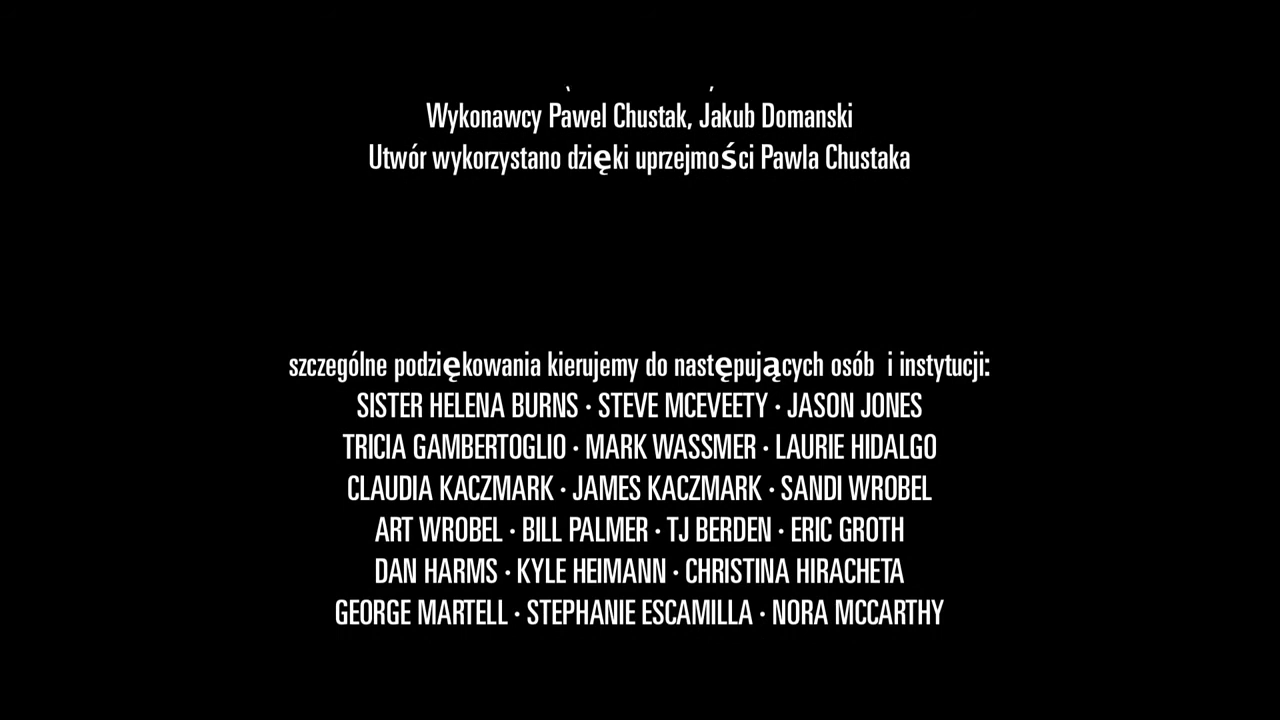 Wykonawcy Pawel Chustak, Jakub Domanski
Utwór wykorzystano dzięki uprzejmości Pawla Chustaka
szczególne podziękowania kierujemy do następujących osób i instytucji:
SISTER HELENA BURNS · STEVE MCEVEETY · JASON JONES
TRICIA GAMBERTOGLIO · MARK WASSMER · LAURIE HIDALGO
CLAUDIA KACZMARK · JAMES KACZMARK · SANDI WROBEL
ART WROBEL · BILL PALMER · TJ BERDEN · ERIC GROTH
DAN HARMS · KYLE HEIMANN · CHRISTINA HIRACHETA
GEORGE MARTELL · STEPHANIE ESCAMILLA · NORA MCCARTHY